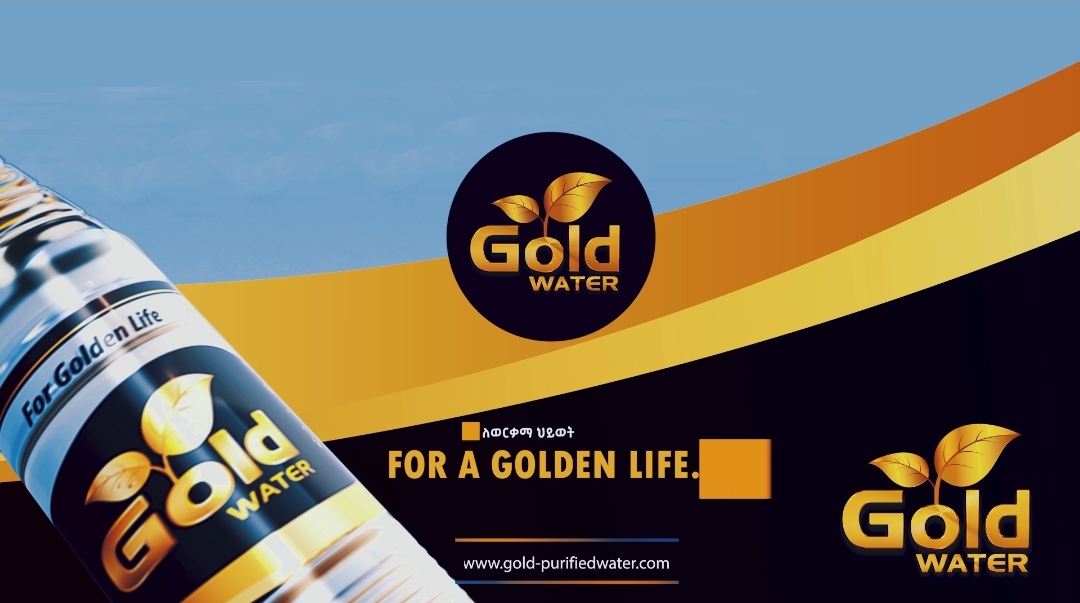 Gold
WATER
For Golden Life
Gold
WATER
ለወርቃማ ህይወት
FOR A GOLDEN LIFE.
Gold
WATER
www.gold-purifiedwater.com